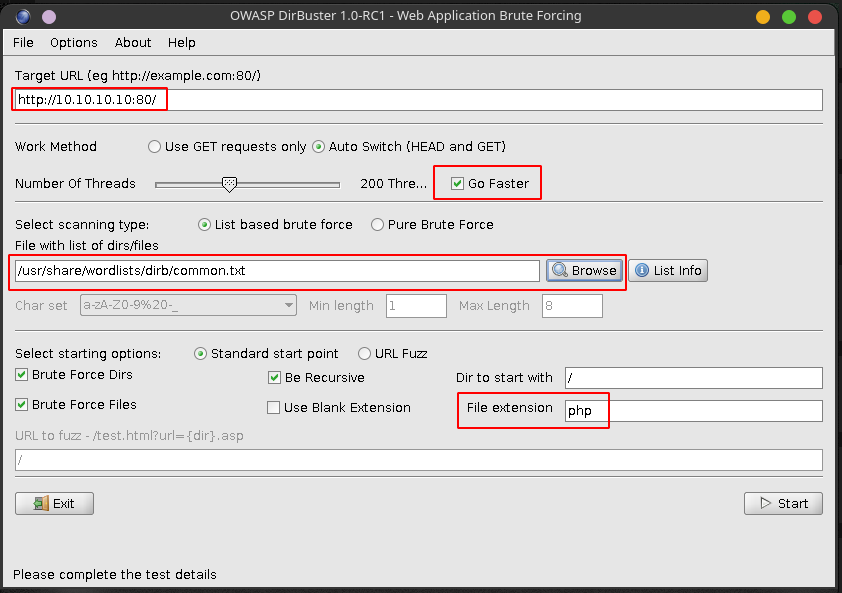 OWASP DirBuster 1.0-RC1 - Web Application Brute Forcing
File Options About Help
Target URL (eg http://example.com:80/)
http://10.10.10.10:80/
Work Method Use GET requests only Auto Switch (HEAD and GET)
Number Of Threads 200 Thre... Go Faster
Select scanning type: List based brute force Pure Brute Force
File with list of dirs/files
/usr/share/wordlists/dirb/common.txt Browse List Info
Char set a-zA-Z0-9%20-_ Min length 1 Max Length 8
Select starting options: Standard start point URL Fuzz
Brute Force Dirs Be Recursive Dir to start with /
Brute Force Files Use Blank Extension File extension php
URL to fuzz - /test.html?url={dir}.asp
/
Exit Start
Please complete the test details